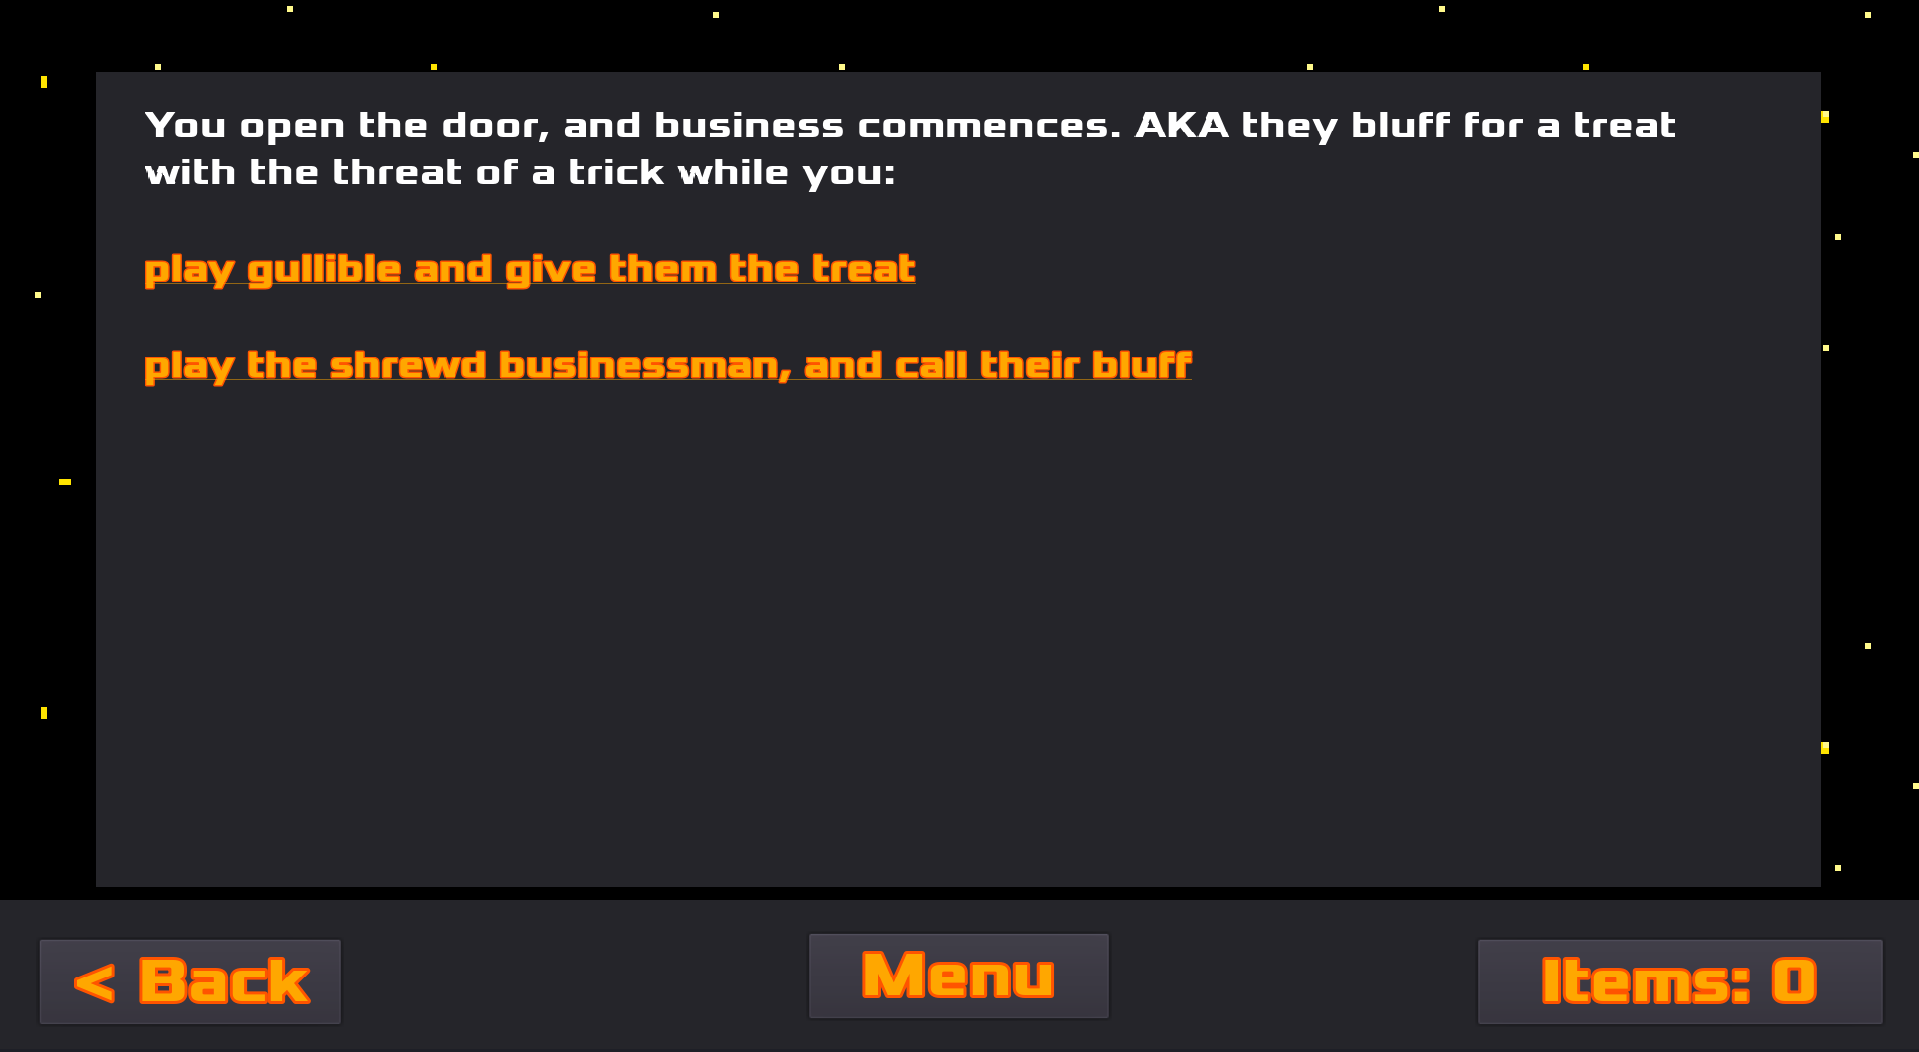 You open the door, and business commences. AKA they bluff for a treat
with the threat of a trick while you:
play gullible and give them the treat
play the shrewd businessman, and call their bluff
< Back
Menu
Items: 0